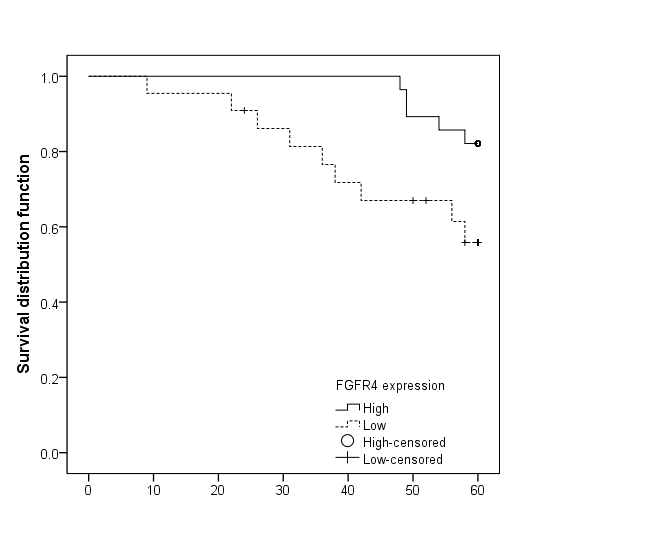 Survival distribution function
1.0
0.8
0.6
0.4
0.2
0.0
FGFR4 expression
High
Low
High-censored
Low-censored
0 10 20 30 40 50 60